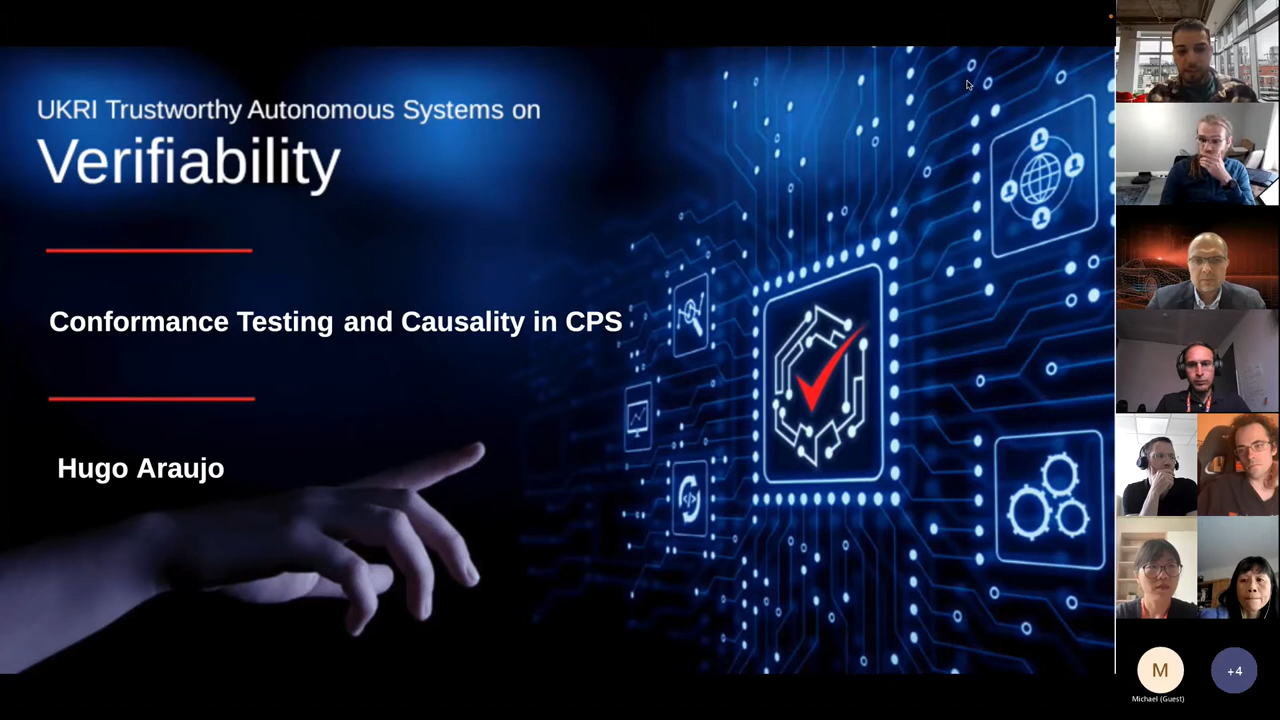 UKRI Trustworthy Autonomous Systems on
Verifiability
Conformance Testing and Causality in CPS
Hugo Araujo
</>
M
+4
Michael (Guest)